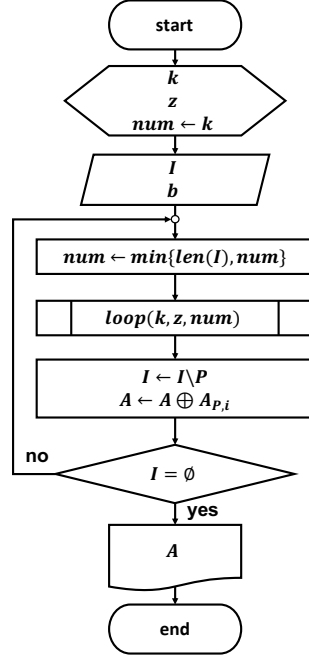 start
k
z
num ← k
I
b
num ← min{len(I), num}
loop(k, z, num)
I ← I\P
A ← A ⊕ A_{P,i}
no
I = ∅
yes
A
end